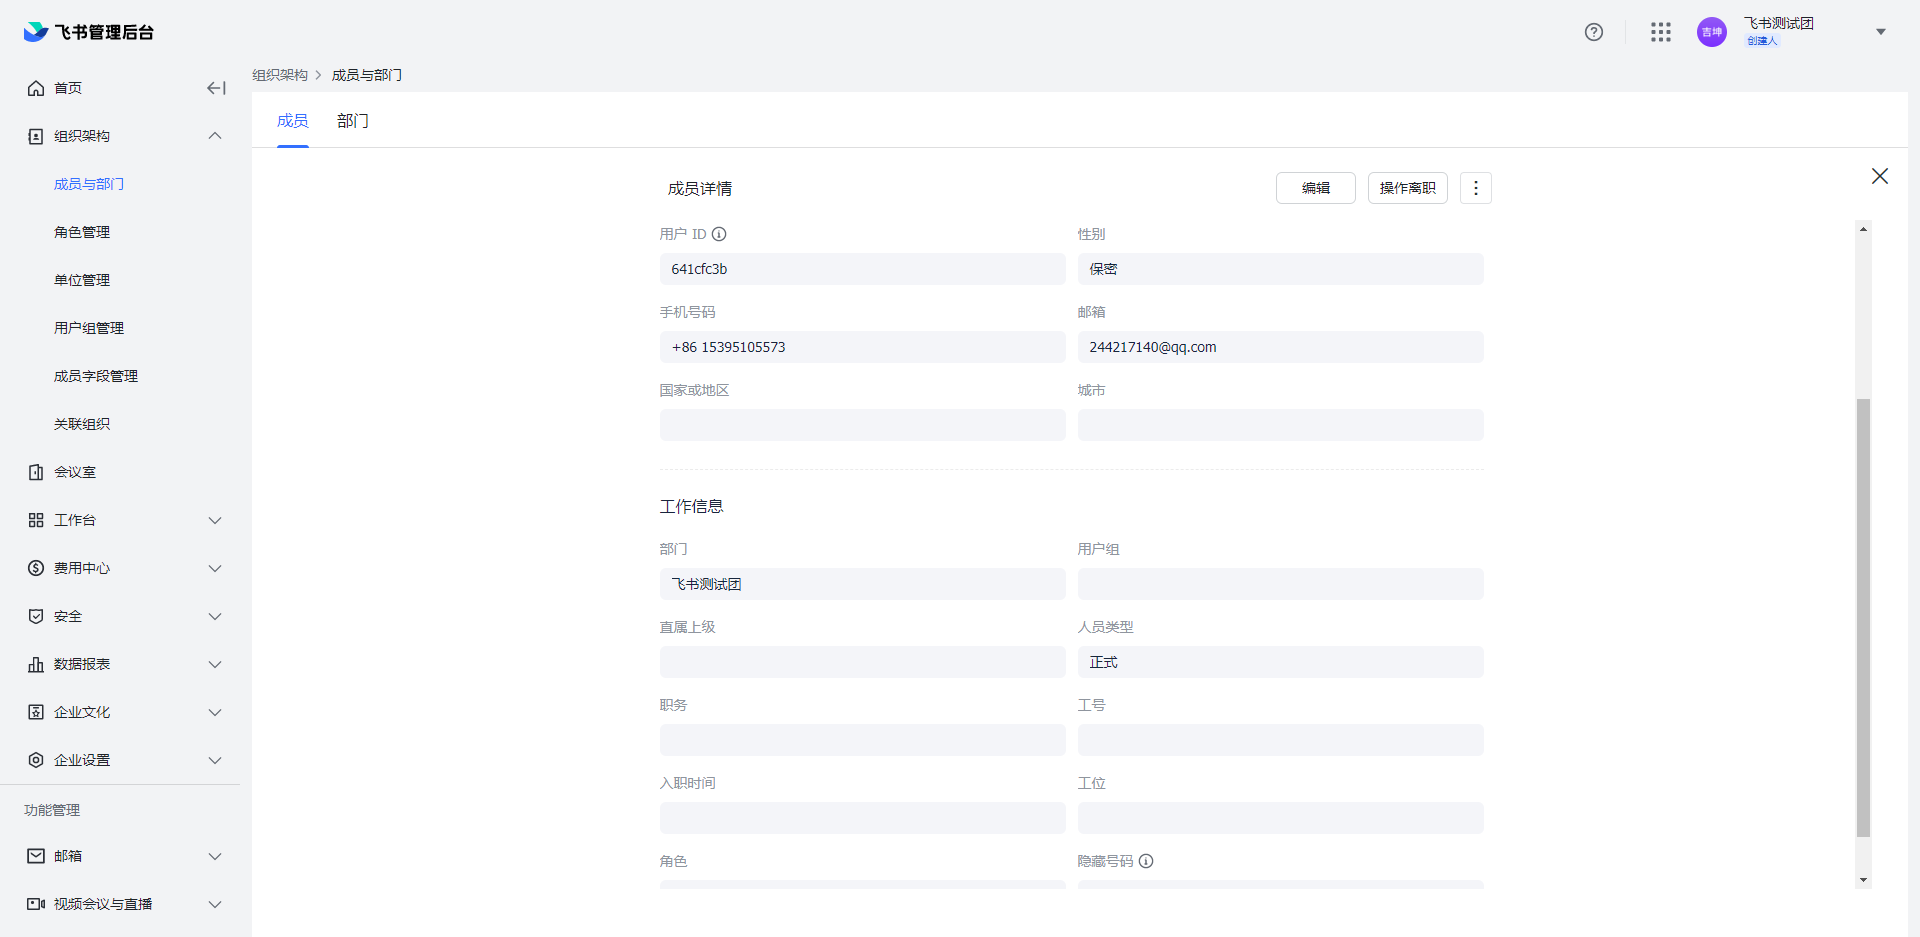 飞书管理后台
吉坤
飞书测试团
创建人
首页
组织架构
成员与部门
角色管理
单位管理
用户组管理
成员字段管理
关联组织
会议室
工作台
费用中心
安全
数据报表
企业文化
企业设置
功能管理
邮箱
视频会议与直播
组织架构 > 成员与部门
成员 部门
成员详情
编辑 操作离职
用户 ID 性别
641cfc3b 保密
手机号码 邮箱
+86 15395105573 244217140@qq.com
国家或地区 城市
工作信息
部门 用户组
飞书测试团
直属上级 人员类型
正式
职务 工号
入职时间 工位
角色 隐藏号码